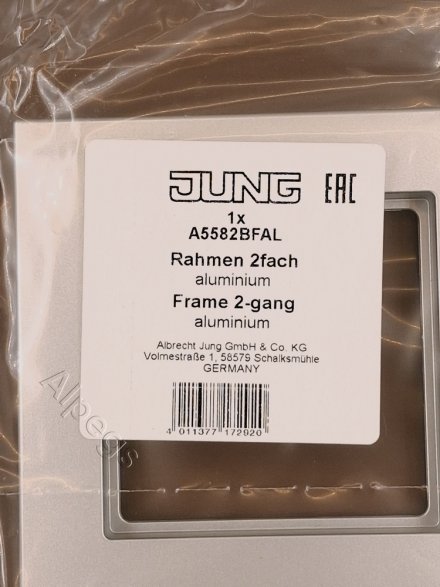 JUNG EAC
1x
A5582BFAL
Rahmen 2fach
aluminium
Frame 2-gang
aluminium
Albrecht Jung GmbH & Co. KG
Volmestraße 1, 58579 Schalksmühle
GERMANY
4 011377 172920
Alpegs